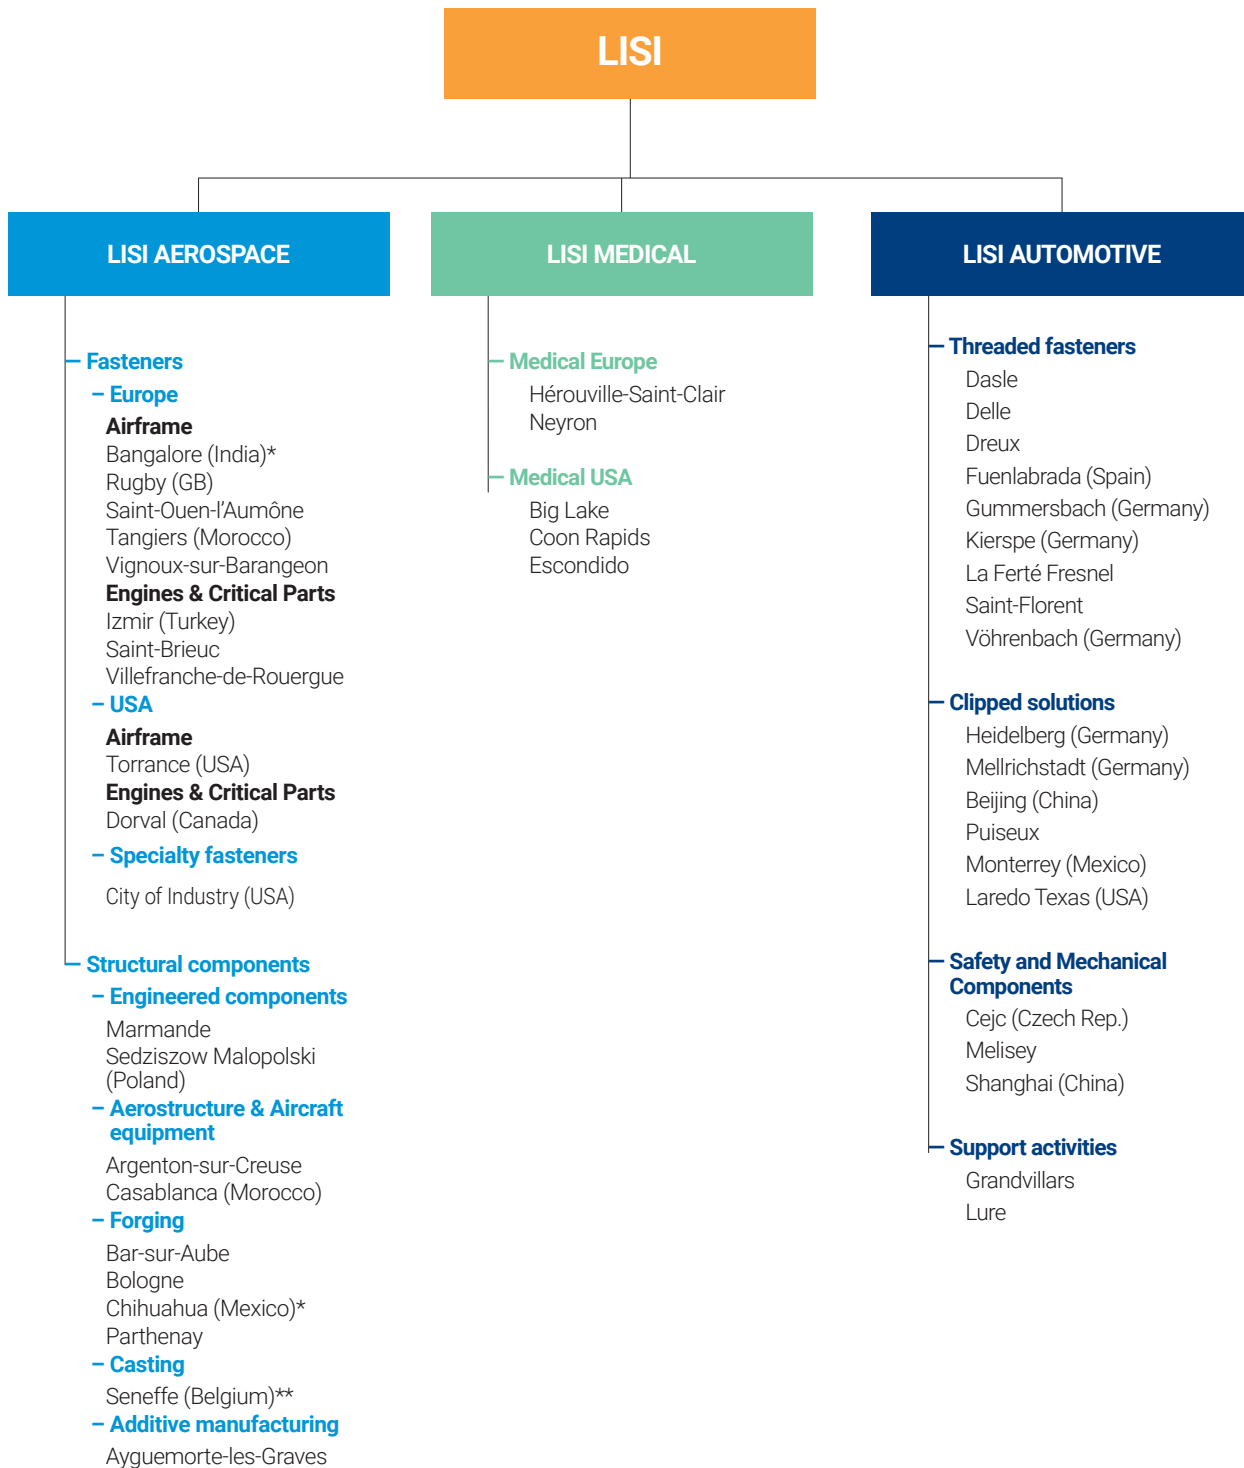 LISI
LISI AEROSPACE
– Fasteners
– Europe
Airframe
Bangalore (India)*
Rugby (GB)
Saint-Ouen-l'Aumône
Tangiers (Morocco)
Vignoux-sur-Barangeon
Engines & Critical Parts
Izmir (Turkey)
Saint-Brieuc
Villefranche-de-Rouergue
– USA
Airframe
Torrance (USA)
Engines & Critical Parts
Dorval (Canada)
– Specialty fasteners
City of Industry (USA)
– Structural components
– Engineered components
Marmande
Sedziszow Malopolski
(Poland)
– Aerostructure & Aircraft
equipment
Argenton-sur-Creuse
Casablanca (Morocco)
– Forging
Bar-sur-Aube
Bologne
Chihuahua (Mexico)*
Parthenay
– Casting
Seneffe (Belgium)**
– Additive manufacturing
Ayguemorte-les-Graves
LISI MEDICAL
– Medical Europe
Hérouville-Saint-Clair
Neyron
– Medical USA
Big Lake
Coon Rapids
Escondido
LISI AUTOMOTIVE
– Threaded fasteners
Dasle
Delle
Dreux
Fuenlabrada (Spain)
Gummersbach (Germany)
Kierspe (Germany)
La Ferté Fresnel
Saint-Florent
Vöhrenbach (Germany)
– Clipped solutions
Heidelberg (Germany)
Mellrichstadt (Germany)
Beijing (China)
Puiseux
Monterrey (Mexico)
Laredo Texas (USA)
– Safety and Mechanical
Components
Cejc (Czech Rep.)
Melisey
Shanghai (China)
– Support activities
Grandvillars
Lure